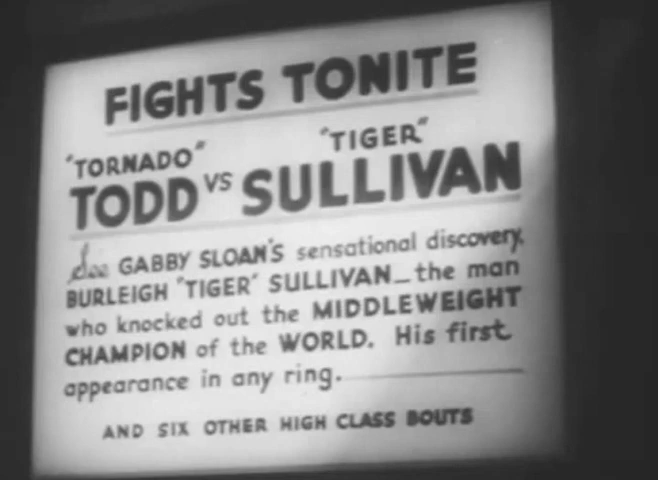 FIGHTS TONITE
"TORNADO" "TIGER"
TODD VS SULLIVAN
See GABBY SLOAN'S sensational discovery,
BURLEIGH "TIGER" SULLIVAN—the man
who knocked out the MIDDLEWEIGHT
CHAMPION of the WORLD. His first
appearance in any ring.
AND SIX OTHER HIGH CLASS BOUTS